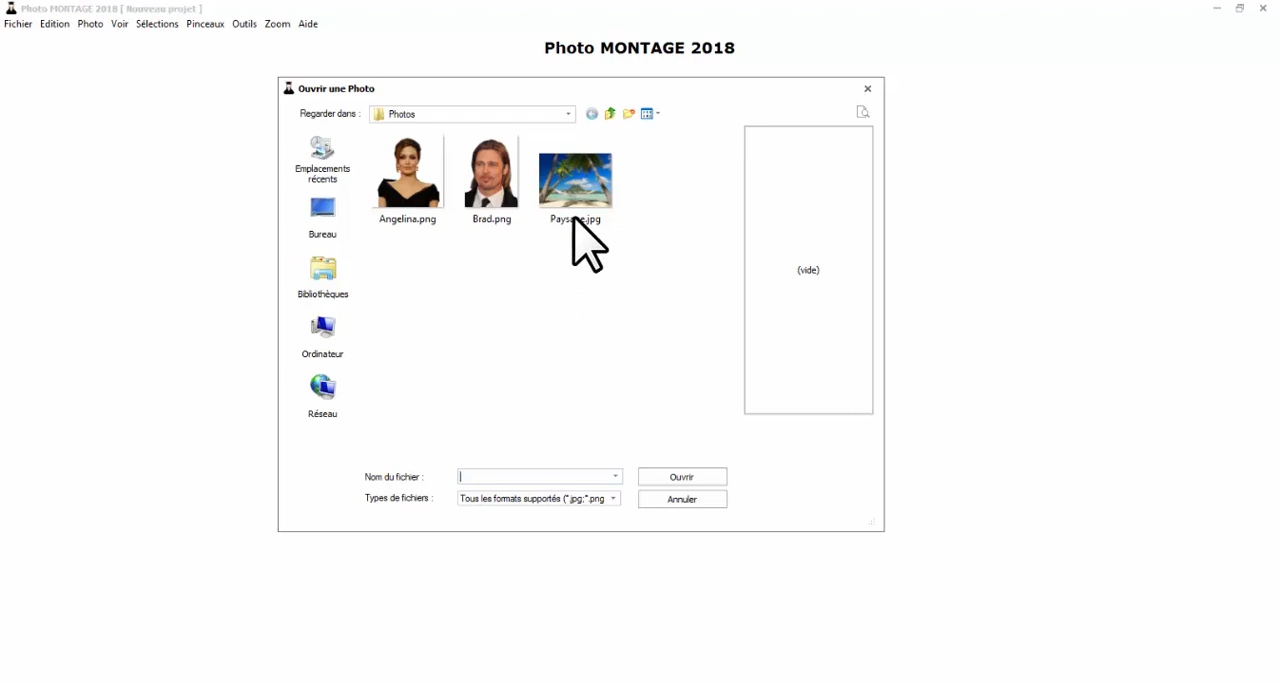 Photo MONTAGE 2018 [ Nouveau projet ]
Fichier Edition Photo Voir Sélections Pinceaux Outils Zoom Aide
Photo MONTAGE 2018
Ouvrir une Photo
Regarder dans : Photos
Emplacements
récents
Bureau
Bibliothèques
Ordinateur
Réseau
Angelina.png Brad.png
(vide)
Nom du fichier : Ouvrir
Types de fichiers : Tous les formats supportés (*.jpg;*.png Annuler